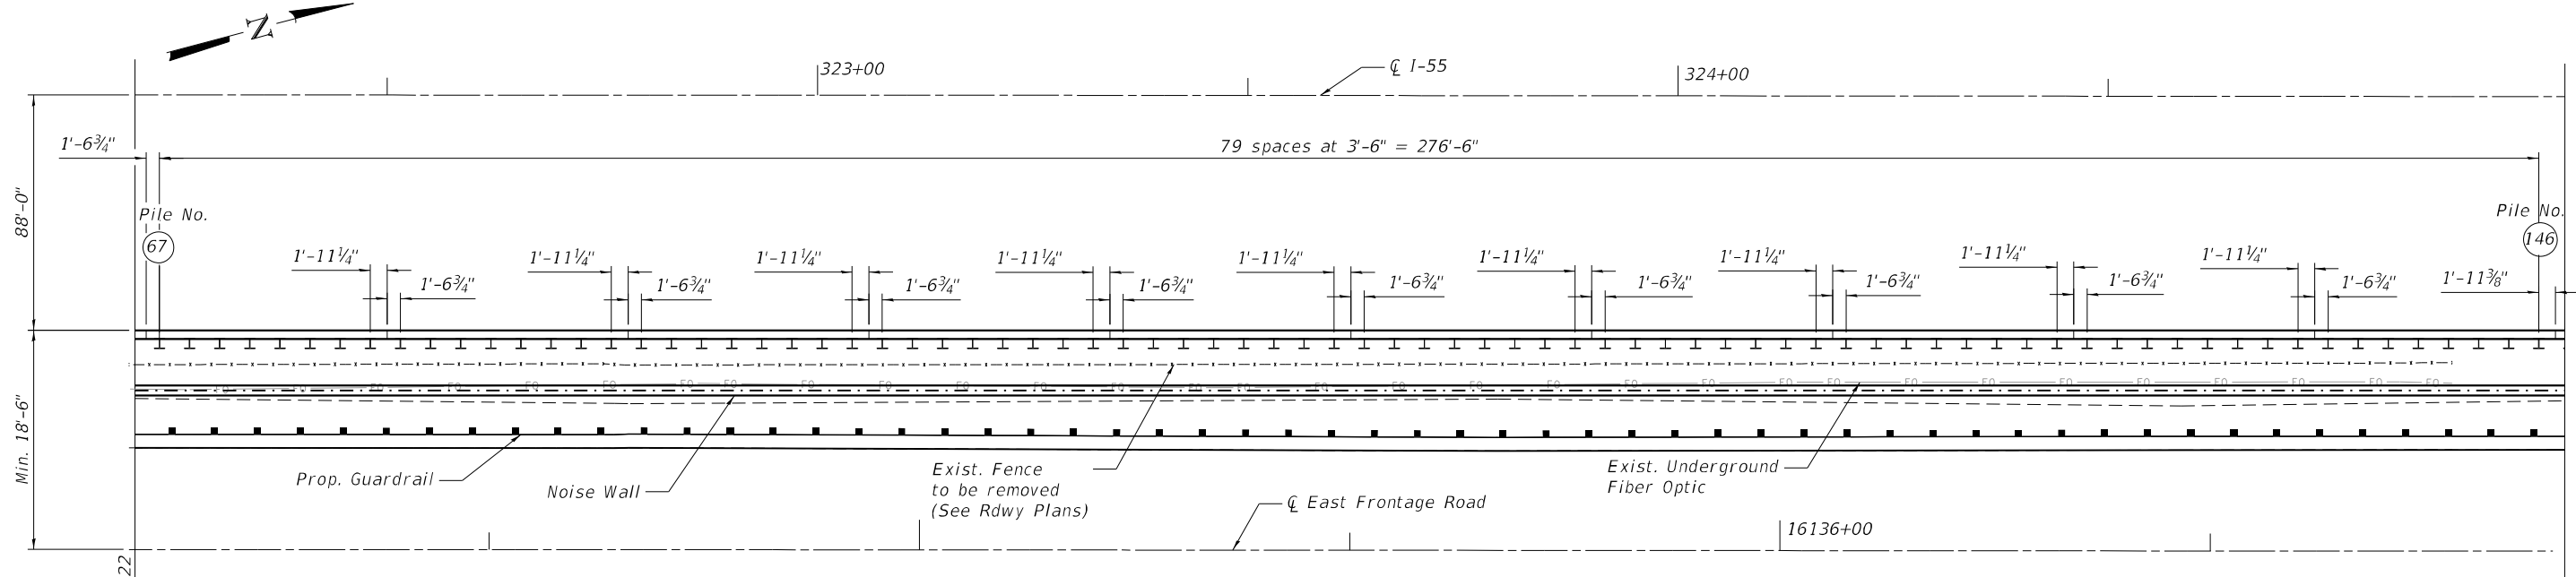 N
323+00
℄ I-55
324+00
1'-6¾"
79 spaces at 3'-6" = 276'-6"
88'-0"
Pile No.
67
Pile No.
146
1'-11¼"
1'-6¾"
1'-11¼"
1'-6¾"
1'-11¼"
1'-6¾"
1'-11¼"
1'-6¾"
1'-11¼"
1'-6¾"
1'-11¼"
1'-6¾"
1'-11¼"
1'-6¾"
1'-11¼"
1'-6¾"
1'-11¼"
1'-6¾"
1'-11⅜"
Min. 18'-6"
Prop. Guardrail
Noise Wall
Exist. Fence
to be removed
(See Rdwy Plans)
Exist. Underground
Fiber Optic
℄ East Frontage Road
16136+00
22